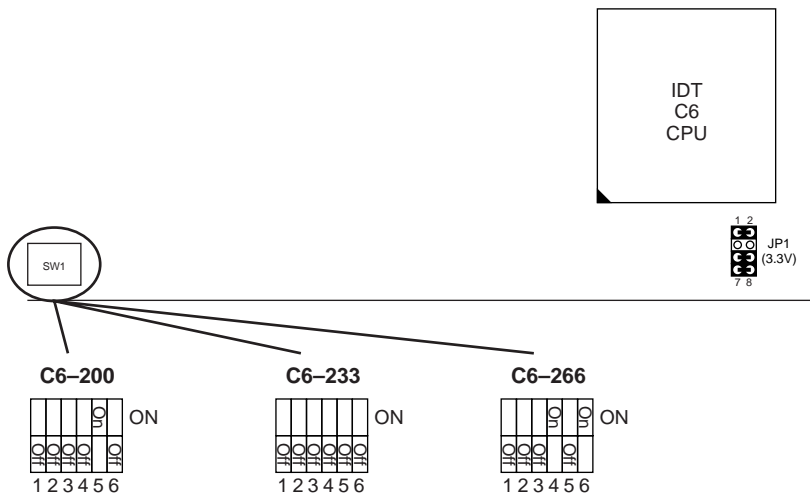 IDT
C6
CPU
1 2
JP1
(3.3V)
7 8
SW1
C6–200
C6–233
C6–266
On
ON
Off Off Off Off Off
1 2 3 4 5 6
ON
Off Off Off Off Off Off
1 2 3 4 5 6
On On
ON
Off Off Off Off
1 2 3 4 5 6